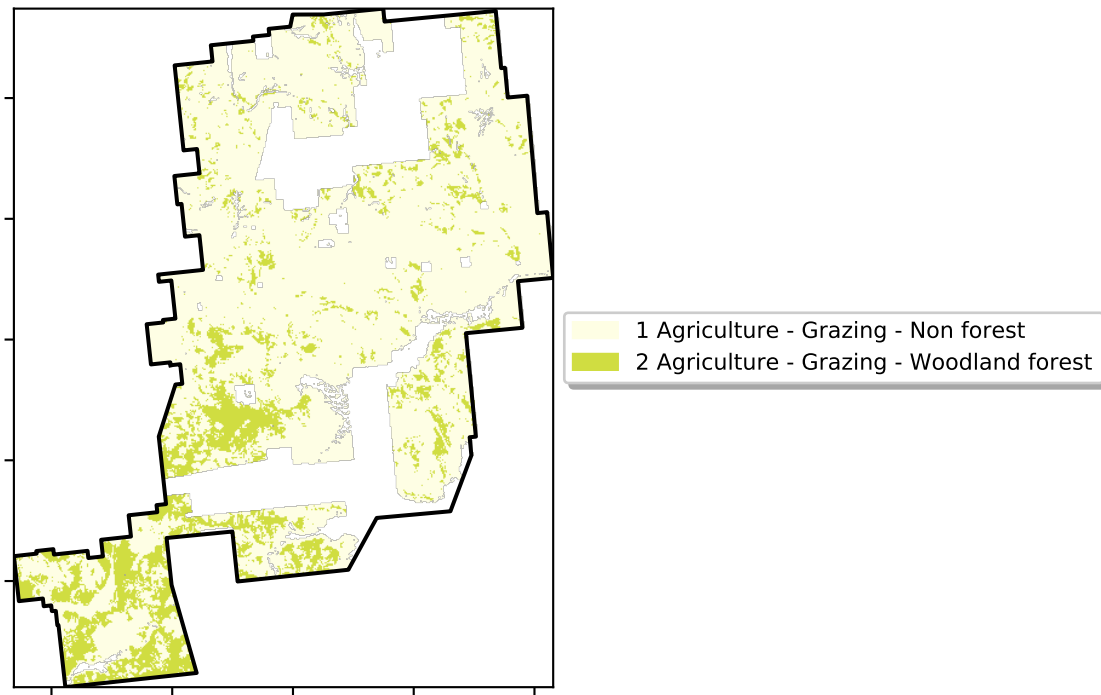 1 Agriculture - Grazing - Non forest
2 Agriculture - Grazing - Woodland forest